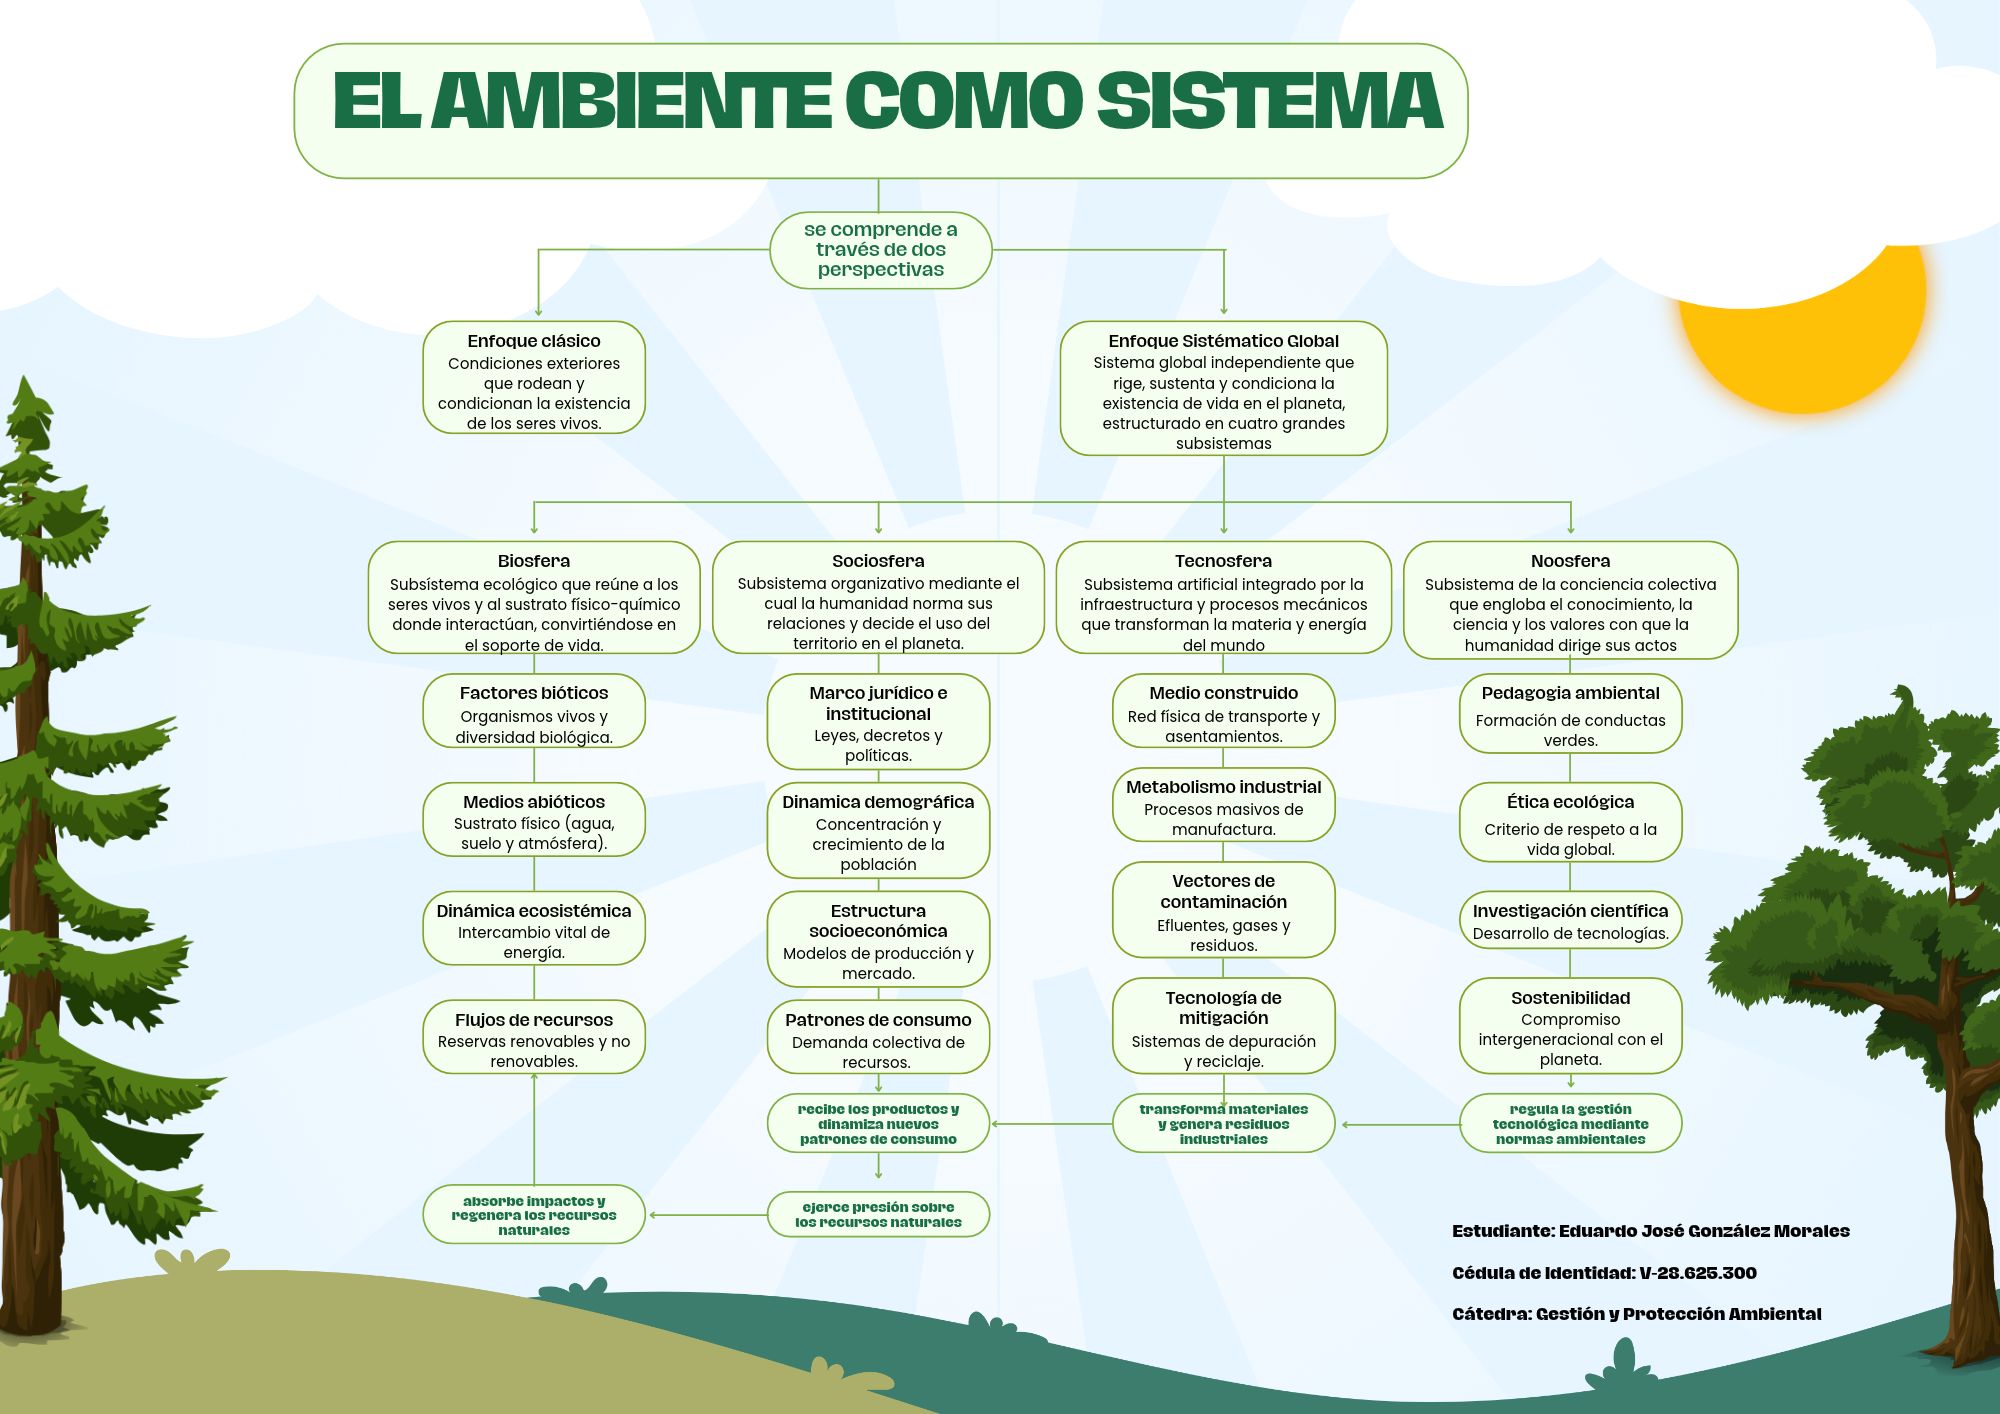 EL AMBIENTE COMO SISTEMA
se comprende a
través de dos
perspectivas
Enfoque clásico
Condiciones exteriores
que rodean y
condicionan la existencia
de los seres vivos.
Enfoque Sistématico Global
Sistema global independiente que
rige, sustenta y condiciona la
existencia de vida en el planeta,
estructurado en cuatro grandes
subsistemas
Biosfera
Subsístema ecológico que reúne a los
seres vivos y al sustrato físico-químico
donde interactúan, convirtiéndose en
el soporte de vida.
Sociosfera
Subsistema organizativo mediante el
cual la humanidad norma sus
relaciones y decide el uso del
territorio en el planeta.
Tecnosfera
Subsistema artificial integrado por la
infraestructura y procesos mecánicos
que transforman la materia y energía
del mundo
Noosfera
Subsistema de la conciencia colectiva
que engloba el conocimiento, la
ciencia y los valores con que la
humanidad dirige sus actos
Factores bióticos
Organismos vivos y
diversidad biológica.
Medios abióticos
Sustrato físico (agua,
suelo y atmósfera).
Dinámica ecosistémica
Intercambio vital de
energía.
Flujos de recursos
Reservas renovables y no
renovables.
Marco jurídico e
institucional
Leyes, decretos y
políticas.
Dinamica demográfica
Concentración y
crecimiento de la
población
Estructura
socioeconómica
Modelos de producción y
mercado.
Patrones de consumo
Demanda colectiva de
recursos.
Medio construido
Red física de transporte y
asentamientos.
Metabolismo industrial
Procesos masivos de
manufactura.
Vectores de
contaminación
Efluentes, gases y
residuos.
Tecnología de
mitigación
Sistemas de depuración
y reciclaje.
Pedagogia ambiental
Formación de conductas
verdes.
Ética ecológica
Criterio de respeto a la
vida global.
Investigación científica
Desarrollo de tecnologías.
Sostenibilidad
Compromiso
intergeneracional con el
planeta.
recibe los productos y
dinamiza nuevos
patrones de consumo
transforma materiales
y genera residuos
industriales
regula la gestión
tecnológica mediante
normas ambientales
absorbe impactos y
regenera los recursos
naturales
ejerce presión sobre
los recursos naturales
Estudiante: Eduardo José González Morales
Cédula de Identidad: V-28.625.300
Cátedra: Gestión y Protección Ambiental